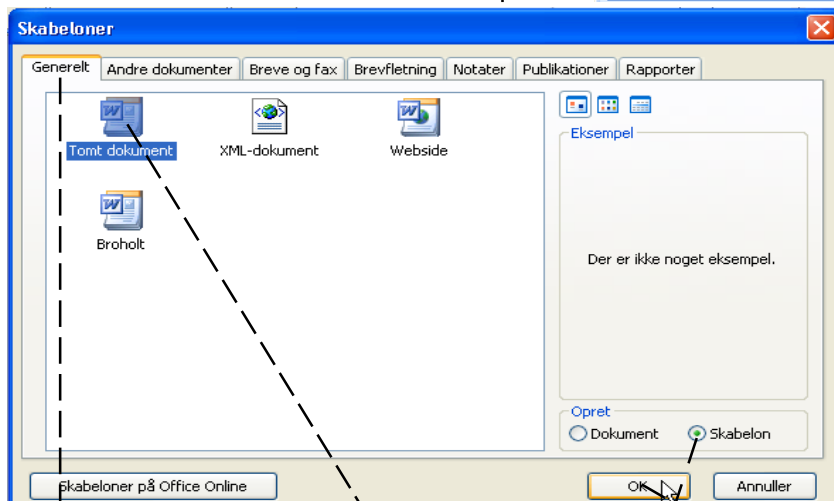 Skabeloner
Generelt Andre dokumenter Breve og fax Brevfletning Notater Publikationer Rapporter
Tomt dokument XML-dokument Webside
Broholt
Eksempel
Der er ikke noget eksempel.
Opret
Dokument Skabelon
Skabeloner på Office Online OK Annuller